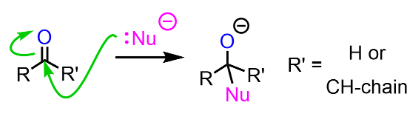 O
R R'
:Nu ⊖
⊖
O
R R'
Nu
R' = H or
CH-chain